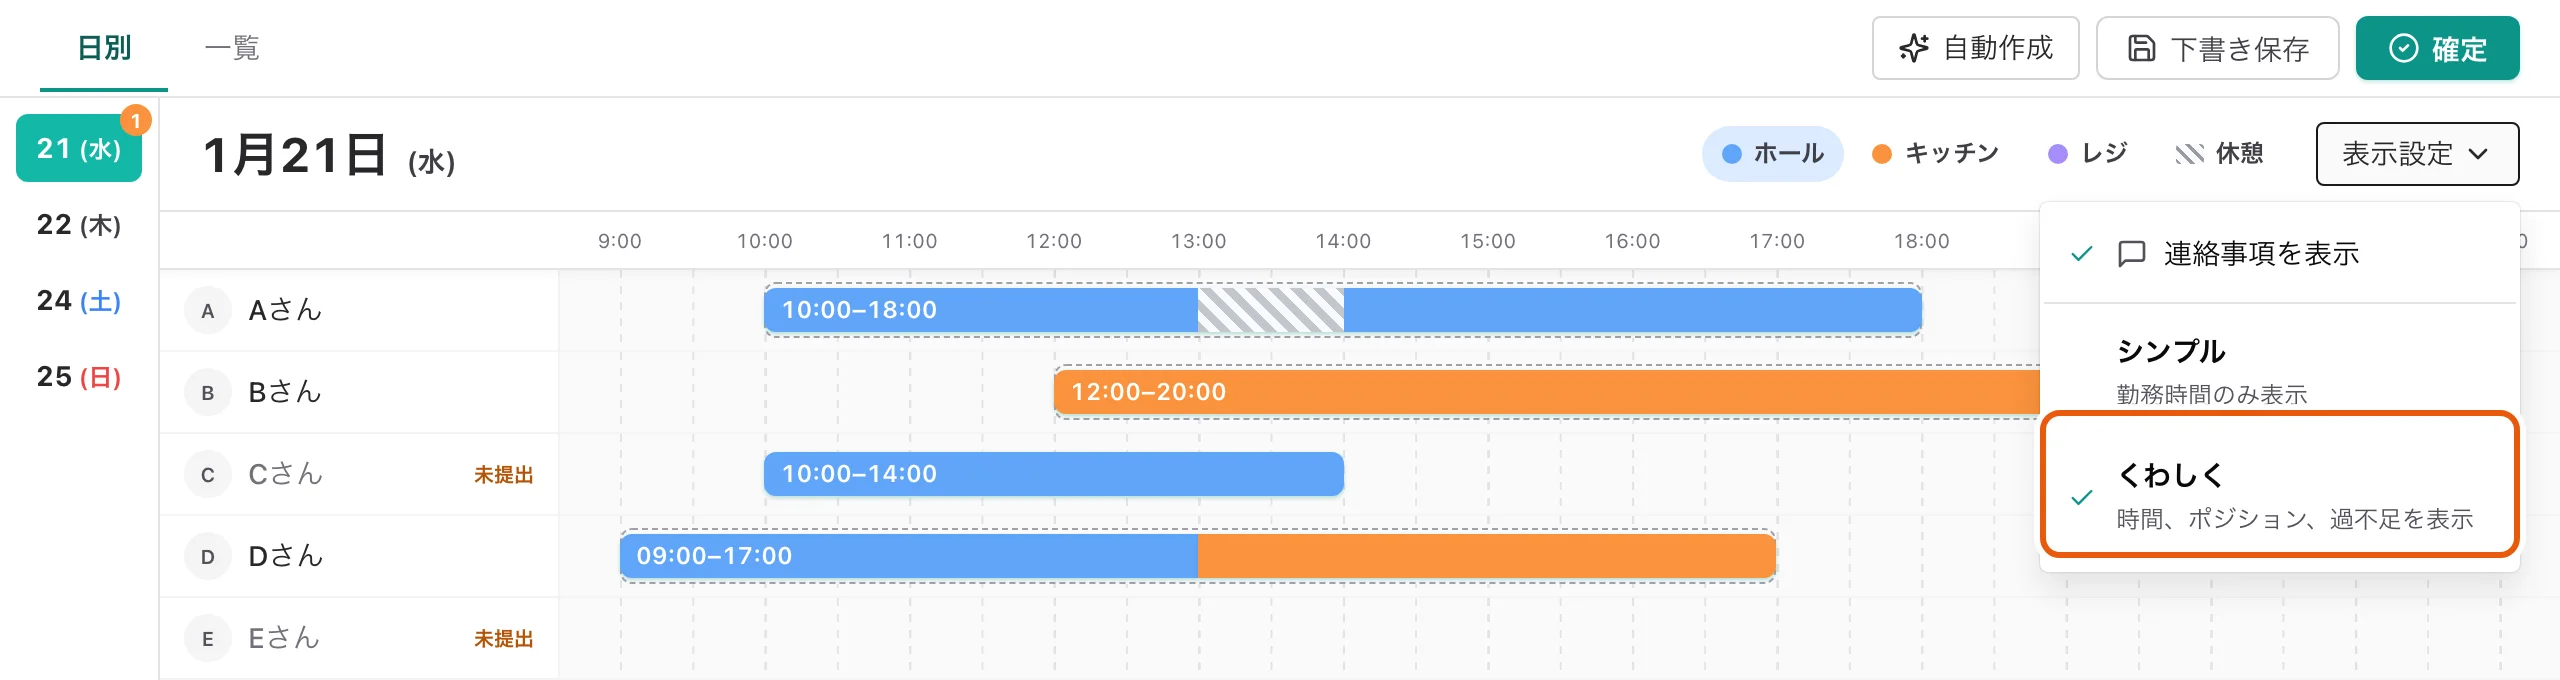 日別 一覧 自動作成 下書き保存 確定
21 (水) 1
22 (木)
24 (土)
25 (日)
1月21日 (水) ホール キッチン レジ 休憩 表示設定
9:00 10:00 11:00 12:00 13:00 14:00 15:00 16:00 17:00 18:00
A Aさん 10:00–18:00
B Bさん 12:00–20:00
C Cさん 未提出 10:00–14:00
D Dさん 09:00–17:00
E Eさん 未提出
連絡事項を表示
シンプル
勤務時間のみ表示
くわしく
時間、ポジション、過不足を表示